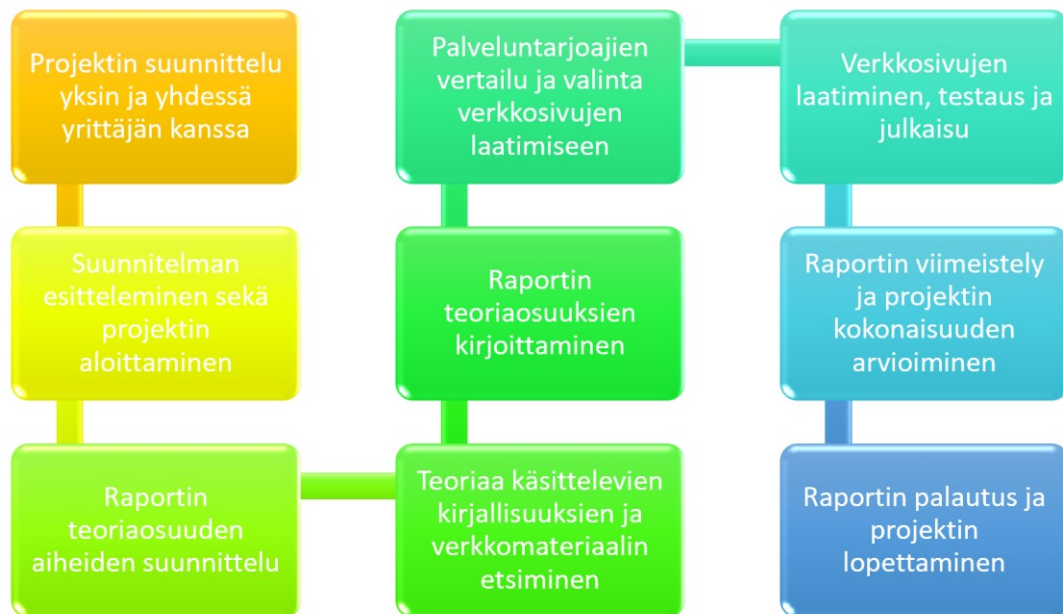 Projektin suunnittelu
yksin ja yhdessä
yrittäjän kanssa
Suunnitelman
esitteleminen sekä
projektin
aloittaminen
Raportin
teoriaosuuden
aiheiden suunnittelu
Teoriaa käsittelevien
kirjallisuuksien ja
verkkomateriaalin
etsiminen
Raportin
teoriaosuuksien
kirjoittaminen
Palveluntarjoajien
vertailu ja valinta
verkkosivujen
laatimiseen
Verkkosivujen
laatiminen, testaus ja
julkaisu
Raportin viimeistely
ja projektin
kokonaisuuden
arvioiminen
Raportin palautus ja
projektin
lopettaminen